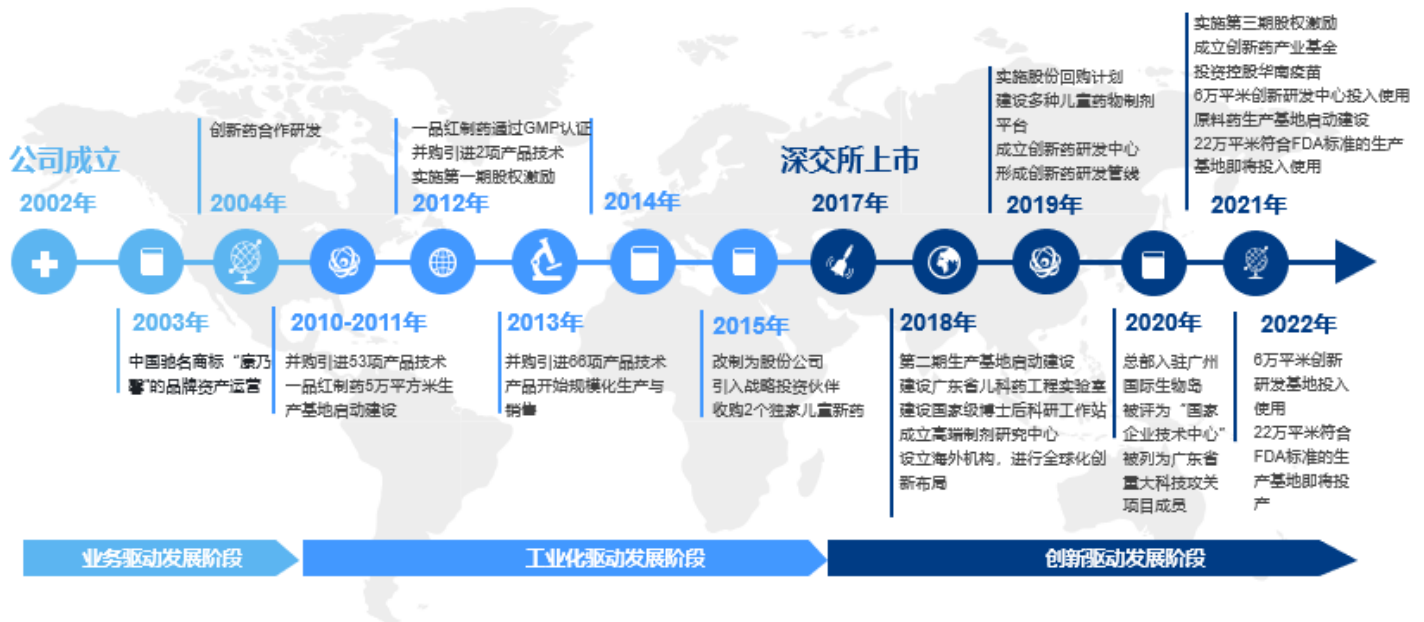 公司成立
2002年
2003年
中国驰名商标“康乃
馨”的品牌资产运营
创新药合作研发
2004年
2010-2011年
并购引进53项产品技术
一品红制药5万平方米生
产基地启动建设
一品红制药通过GMP认证
并购引进2项产品技术
实施第一期股权激励
2012年
2013年
并购引进66项产品技术
产品开始规模化生产与
销售
2014年
2015年
改制为股份公司
引入战略投资伙伴
收购2个独家儿童新药
深交所上市
2017年
2018年
第二期生产基地启动建设
建设广东省儿科药工程实验室
建设国家级博士后科研工作站
成立高端制剂研究中心
设立海外机构，进行全球化创
新布局
实施股份回购计划
建设多种儿童药物制剂
平台
成立创新药研发中心
形成创新药研发管线
2019年
2020年
总部入驻广州
国际生物岛
被评为“国家
企业技术中心”
被列为广东省
重大科技攻关
项目成员
实施第三期股权激励
成立创新药产业基金
投资控股华南疫苗
6万平米创新研发中心投入使用
原料药生产基地启动建设
22万平米符合FDA标准的生产
基地即将投入使用
2021年
2022年
6万平米创新
研发基地投入
使用
22万平米符合
FDA标准的生
产基地即将投
产
业务驱动发展阶段
工业化驱动发展阶段
创新驱动发展阶段